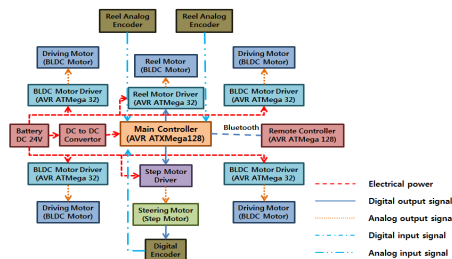 Reel Analog
Encoder
Reel Analog
Encoder
Driving Motor
(BLDC Motor)
Reel Motor
(BLDC Motor)
Driving Motor
(BLDC Motor)
BLDC Motor Driver
(AVR ATMega 32)
Reel Motor Driver
(AVR ATMega 32)
BLDC Motor Driver
(AVR ATMega 32)
Battery
DC 24V
DC to DC
Convertor
Main Controller
(AVR ATXMega128)
Bluetooth
Remote Controller
(AVR ATMega 128)
BLDC Motor Driver
(AVR ATMega 32)
Step Motor
Driver
BLDC Motor Driver
(AVR ATMega 32)
Driving Motor
(BLDC Motor)
Steering Motor
(Step Motor)
Driving Motor
(BLDC Motor)
Digital
Encoder
Electrical power
Digital output signal
Analog output signal
Digital input signal
Analog input signal